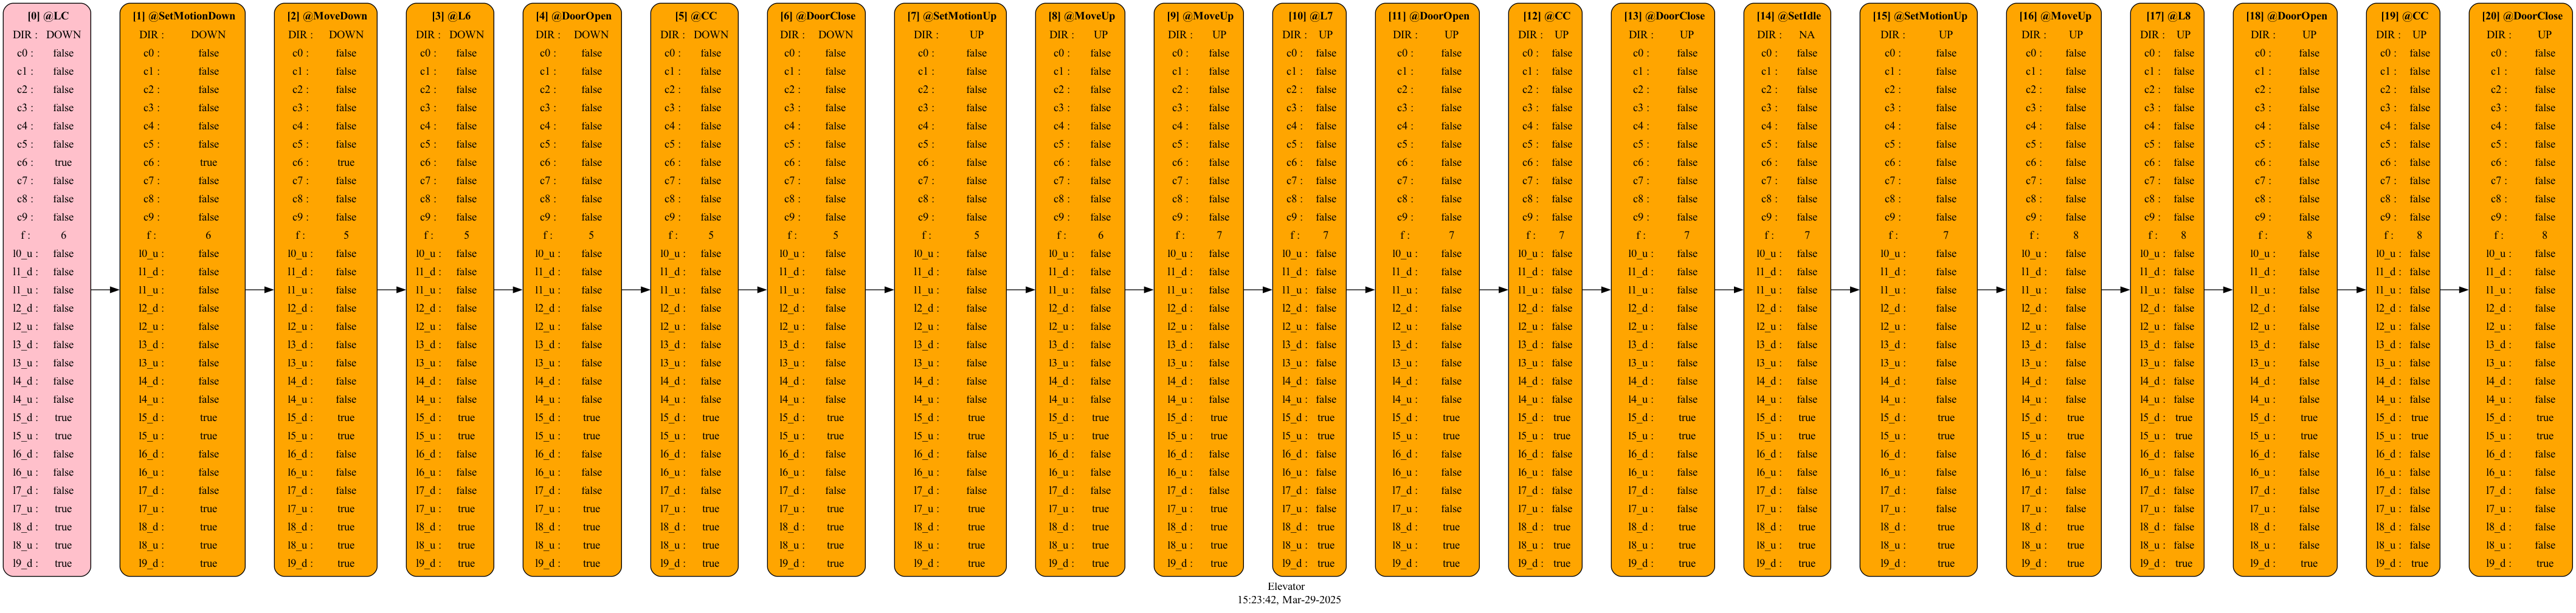 [0] @LC
DIR : DOWN
c0 : false
c1 : false
c2 : false
c3 : false
c4 : false
c5 : false
c6 : true
c7 : false
c8 : false
c9 : false
f : 6
l0_u : false
l1_d : false
l1_u : false
l2_d : false
l2_u : false
l3_d : false
l3_u : false
l4_d : false
l4_u : false
l5_d : true
l5_u : true
l6_d : false
l6_u : false
l7_d : false
l7_u : true
l8_d : true
l8_u : true
l9_d : true
[1] @SetMotionDown
DIR : DOWN
c0 : false
c1 : false
c2 : false
c3 : false
c4 : false
c5 : false
c6 : true
c7 : false
c8 : false
c9 : false
f : 6
l0_u : false
l1_d : false
l1_u : false
l2_d : false
l2_u : false
l3_d : false
l3_u : false
l4_d : false
l4_u : false
l5_d : true
l5_u : true
l6_d : false
l6_u : false
l7_d : false
l7_u : true
l8_d : true
l8_u : true
l9_d : true
[2] @MoveDown
DIR : DOWN
c0 : false
c1 : false
c2 : false
c3 : false
c4 : false
c5 : false
c6 : true
c7 : false
c8 : false
c9 : false
f : 5
l0_u : false
l1_d : false
l1_u : false
l2_d : false
l2_u : false
l3_d : false
l3_u : false
l4_d : false
l4_u : false
l5_d : true
l5_u : true
l6_d : false
l6_u : false
l7_d : false
l7_u : true
l8_d : true
l8_u : true
l9_d : true
[3] @L6
DIR : DOWN
c0 : false
c1 : false
c2 : false
c3 : false
c4 : false
c5 : false
c6 : false
c7 : false
c8 : false
c9 : false
f : 5
l0_u : false
l1_d : false
l1_u : false
l2_d : false
l2_u : false
l3_d : false
l3_u : false
l4_d : false
l4_u : false
l5_d : true
l5_u : true
l6_d : false
l6_u : false
l7_d : false
l7_u : true
l8_d : true
l8_u : true
l9_d : true
[4] @DoorOpen
DIR : DOWN
c0 : false
c1 : false
c2 : false
c3 : false
c4 : false
c5 : false
c6 : false
c7 : false
c8 : false
c9 : false
f : 5
l0_u : false
l1_d : false
l1_u : false
l2_d : false
l2_u : false
l3_d : false
l3_u : false
l4_d : false
l4_u : false
l5_d : true
l5_u : true
l6_d : false
l6_u : false
l7_d : false
l7_u : true
l8_d : true
l8_u : true
l9_d : true
[5] @CC
DIR : DOWN
c0 : false
c1 : false
c2 : false
c3 : false
c4 : false
c5 : false
c6 : false
c7 : false
c8 : false
c9 : false
f : 5
l0_u : false
l1_d : false
l1_u : false
l2_d : false
l2_u : false
l3_d : false
l3_u : false
l4_d : false
l4_u : false
l5_d : true
l5_u : true
l6_d : false
l6_u : false
l7_d : false
l7_u : true
l8_d : true
l8_u : true
l9_d : true
[6] @DoorClose
DIR : DOWN
c0 : false
c1 : false
c2 : false
c3 : false
c4 : false
c5 : false
c6 : false
c7 : false
c8 : false
c9 : false
f : 5
l0_u : false
l1_d : false
l1_u : false
l2_d : false
l2_u : false
l3_d : false
l3_u : false
l4_d : false
l4_u : false
l5_d : true
l5_u : true
l6_d : false
l6_u : false
l7_d : false
l7_u : true
l8_d : true
l8_u : true
l9_d : true
[7] @SetMotionUp
DIR : UP
c0 : false
c1 : false
c2 : false
c3 : false
c4 : false
c5 : false
c6 : false
c7 : false
c8 : false
c9 : false
f : 5
l0_u : false
l1_d : false
l1_u : false
l2_d : false
l2_u : false
l3_d : false
l3_u : false
l4_d : false
l4_u : false
l5_d : true
l5_u : true
l6_d : false
l6_u : false
l7_d : false
l7_u : true
l8_d : true
l8_u : true
l9_d : true
[8] @MoveUp
DIR : UP
c0 : false
c1 : false
c2 : false
c3 : false
c4 : false
c5 : false
c6 : false
c7 : false
c8 : false
c9 : false
f : 6
l0_u : false
l1_d : false
l1_u : false
l2_d : false
l2_u : false
l3_d : false
l3_u : false
l4_d : false
l4_u : false
l5_d : true
l5_u : true
l6_d : false
l6_u : false
l7_d : false
l7_u : true
l8_d : true
l8_u : true
l9_d : true
[9] @MoveUp
DIR : UP
c0 : false
c1 : false
c2 : false
c3 : false
c4 : false
c5 : false
c6 : false
c7 : false
c8 : false
c9 : false
f : 7
l0_u : false
l1_d : false
l1_u : false
l2_d : false
l2_u : false
l3_d : false
l3_u : false
l4_d : false
l4_u : false
l5_d : true
l5_u : true
l6_d : false
l6_u : false
l7_d : false
l7_u : true
l8_d : true
l8_u : true
l9_d : true
[10] @L7
DIR : UP
c0 : false
c1 : false
c2 : false
c3 : false
c4 : false
c5 : false
c6 : false
c7 : false
c8 : false
c9 : false
f : 7
l0_u : false
l1_d : false
l1_u : false
l2_d : false
l2_u : false
l3_d : false
l3_u : false
l4_d : false
l4_u : false
l5_d : true
l5_u : true
l6_d : false
l6_u : false
l7_d : false
l7_u : false
l8_d : true
l8_u : true
l9_d : true
[11] @DoorOpen
DIR : UP
c0 : false
c1 : false
c2 : false
c3 : false
c4 : false
c5 : false
c6 : false
c7 : false
c8 : false
c9 : false
f : 7
l0_u : false
l1_d : false
l1_u : false
l2_d : false
l2_u : false
l3_d : false
l3_u : false
l4_d : false
l4_u : false
l5_d : true
l5_u : true
l6_d : false
l6_u : false
l7_d : false
l7_u : false
l8_d : true
l8_u : true
l9_d : true
[12] @CC
DIR : UP
c0 : false
c1 : false
c2 : false
c3 : false
c4 : false
c5 : false
c6 : false
c7 : false
c8 : false
c9 : false
f : 7
l0_u : false
l1_d : false
l1_u : false
l2_d : false
l2_u : false
l3_d : false
l3_u : false
l4_d : false
l4_u : false
l5_d : true
l5_u : true
l6_d : false
l6_u : false
l7_d : false
l7_u : false
l8_d : true
l8_u : true
l9_d : true
[13] @DoorClose
DIR : UP
c0 : false
c1 : false
c2 : false
c3 : false
c4 : false
c5 : false
c6 : false
c7 : false
c8 : false
c9 : false
f : 7
l0_u : false
l1_d : false
l1_u : false
l2_d : false
l2_u : false
l3_d : false
l3_u : false
l4_d : false
l4_u : false
l5_d : true
l5_u : true
l6_d : false
l6_u : false
l7_d : false
l7_u : false
l8_d : true
l8_u : true
l9_d : true
[14] @SetIdle
DIR : NA
c0 : false
c1 : false
c2 : false
c3 : false
c4 : false
c5 : false
c6 : false
c7 : false
c8 : false
c9 : false
f : 7
l0_u : false
l1_d : false
l1_u : false
l2_d : false
l2_u : false
l3_d : false
l3_u : false
l4_d : false
l4_u : false
l5_d : true
l5_u : true
l6_d : false
l6_u : false
l7_d : false
l7_u : false
l8_d : true
l8_u : true
l9_d : true
[15] @SetMotionUp
DIR : UP
c0 : false
c1 : false
c2 : false
c3 : false
c4 : false
c5 : false
c6 : false
c7 : false
c8 : false
c9 : false
f : 7
l0_u : false
l1_d : false
l1_u : false
l2_d : false
l2_u : false
l3_d : false
l3_u : false
l4_d : false
l4_u : false
l5_d : true
l5_u : true
l6_d : false
l6_u : false
l7_d : false
l7_u : false
l8_d : true
l8_u : true
l9_d : true
[16] @MoveUp
DIR : UP
c0 : false
c1 : false
c2 : false
c3 : false
c4 : false
c5 : false
c6 : false
c7 : false
c8 : false
c9 : false
f : 8
l0_u : false
l1_d : false
l1_u : false
l2_d : false
l2_u : false
l3_d : false
l3_u : false
l4_d : false
l4_u : false
l5_d : true
l5_u : true
l6_d : false
l6_u : false
l7_d : false
l7_u : false
l8_d : true
l8_u : true
l9_d : true
[17] @L8
DIR : UP
c0 : false
c1 : false
c2 : false
c3 : false
c4 : false
c5 : false
c6 : false
c7 : false
c8 : false
c9 : false
f : 8
l0_u : false
l1_d : false
l1_u : false
l2_d : false
l2_u : false
l3_d : false
l3_u : false
l4_d : false
l4_u : false
l5_d : true
l5_u : true
l6_d : false
l6_u : false
l7_d : false
l7_u : false
l8_d : false
l8_u : false
l9_d : true
[18] @DoorOpen
DIR : UP
c0 : false
c1 : false
c2 : false
c3 : false
c4 : false
c5 : false
c6 : false
c7 : false
c8 : false
c9 : false
f : 8
l0_u : false
l1_d : false
l1_u : false
l2_d : false
l2_u : false
l3_d : false
l3_u : false
l4_d : false
l4_u : false
l5_d : true
l5_u : true
l6_d : false
l6_u : false
l7_d : false
l7_u : false
l8_d : false
l8_u : false
l9_d : true
[19] @CC
DIR : UP
c0 : false
c1 : false
c2 : false
c3 : false
c4 : false
c5 : false
c6 : false
c7 : false
c8 : false
c9 : false
f : 8
l0_u : false
l1_d : false
l1_u : false
l2_d : false
l2_u : false
l3_d : false
l3_u : false
l4_d : false
l4_u : false
l5_d : true
l5_u : true
l6_d : false
l6_u : false
l7_d : false
l7_u : false
l8_d : false
l8_u : false
l9_d : true
[20] @DoorClose
DIR : UP
c0 : false
c1 : false
c2 : false
c3 : false
c4 : false
c5 : false
c6 : false
c7 : false
c8 : false
c9 : false
f : 8
l0_u : false
l1_d : false
l1_u : false
l2_d : false
l2_u : false
l3_d : false
l3_u : false
l4_d : false
l4_u : false
l5_d : true
l5_u : true
l6_d : false
l6_u : false
l7_d : false
l7_u : false
l8_d : false
l8_u : false
l9_d : true
Elevator
15:23:42, Mar-29-2025